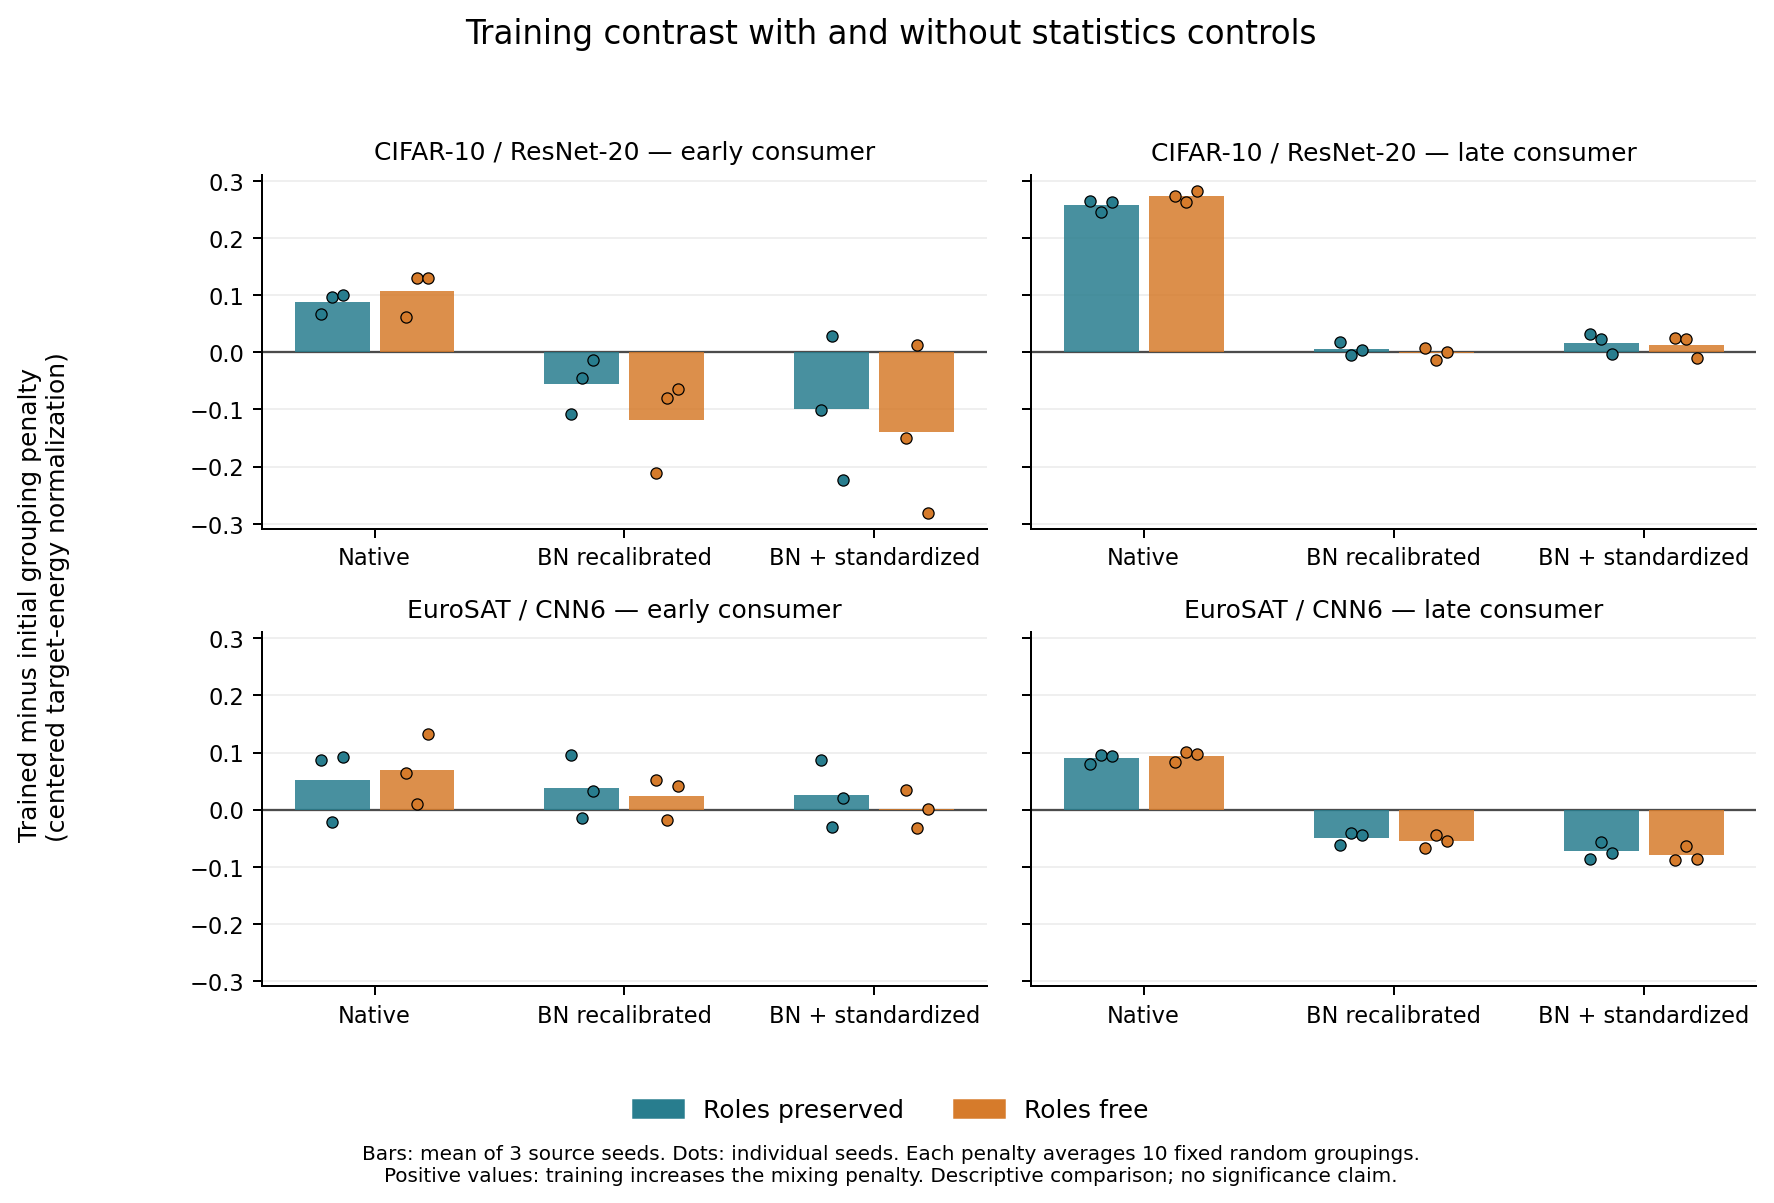 Training contrast with and without statistics controls
Trained minus initial grouping penalty
(centered target-energy normalization)
CIFAR-10 / ResNet-20 — early consumer
0.3
0.2
0.1
0.0
−0.1
−0.2
−0.3
Native BN recalibrated BN + standardized
CIFAR-10 / ResNet-20 — late consumer
Native BN recalibrated BN + standardized
EuroSAT / CNN6 — early consumer
0.3
0.2
0.1
0.0
−0.1
−0.2
−0.3
Native BN recalibrated BN + standardized
EuroSAT / CNN6 — late consumer
Native BN recalibrated BN + standardized
Roles preserved Roles free
Bars: mean of 3 source seeds. Dots: individual seeds. Each penalty averages 10 fixed random groupings.
Positive values: training increases the mixing penalty. Descriptive comparison; no significance claim.